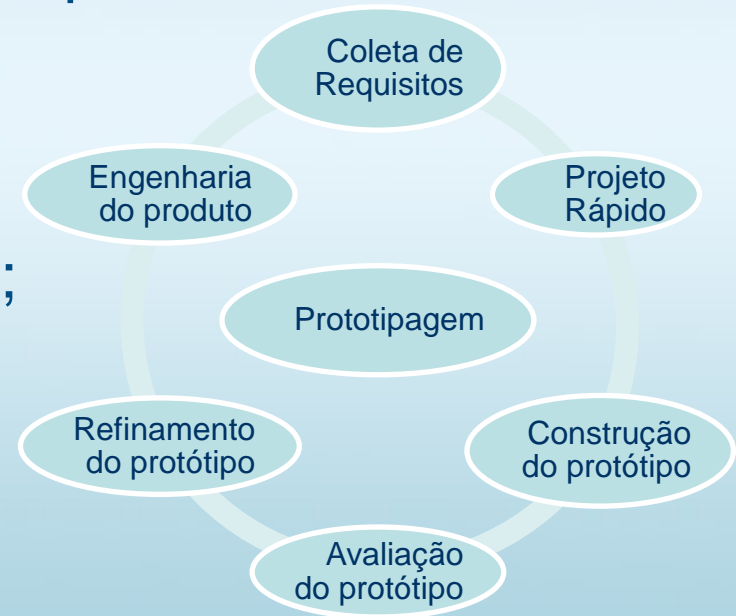 Coleta de
Requisitos
Engenharia
do produto
Projeto
Rápido
;
Prototipagem
Refinamento
do protótipo
Construção
do protótipo
Avaliação
do protótipo